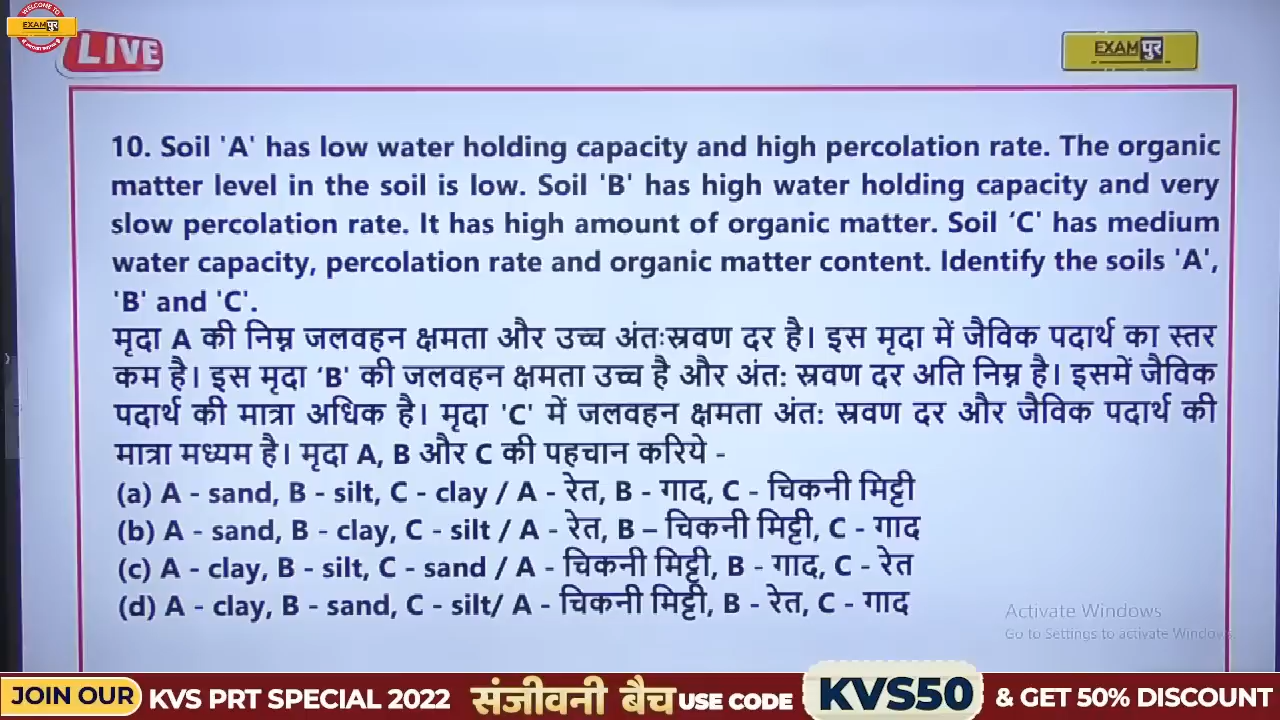 WELCOME TO
EXAMपुर
LIVE
EXAMपुर
10. Soil 'A' has low water holding capacity and high percolation rate. The organic
matter level in the soil is low. Soil 'B' has high water holding capacity and very
slow percolation rate. It has high amount of organic matter. Soil ‘C' has medium
water capacity, percolation rate and organic matter content. Identify the soils 'A',
'B' and 'C'.
मृदा A की निम्न जलवहन क्षमता और उच्च अंतःस्रवण दर है। इस मृदा में जैविक पदार्थ का स्तर
कम है। इस मृदा ‘B' की जलवहन क्षमता उच्च है और अंत: स्रवण दर अति निम्न है। इसमें जैविक
पदार्थ की मात्रा अधिक है। मृदा 'C' में जलवहन क्षमता अंत: स्रवण दर और जैविक पदार्थ की
मात्रा मध्यम है। मृदा A, B और C की पहचान करिये -
(a) A - sand, B - silt, C - clay / A - रेत, B - गाद, C - चिकनी मिट्टी
(b) A - sand, B - clay, C - silt / A - रेत, B – चिकनी मिट्टी, C - गाद
(c) A - clay, B - silt, C - sand / A - चिकनी मिट्टी, B - गाद, C - रेत
(d) A - clay, B - sand, C - silt/ A - चिकनी मिट्टी, B - रेत, C - गाद
Activate Windows
Go to Settings to activate Windows.
JOIN OUR KVS PRT SPECIAL 2022 संजीवनी बैच USE CODE KVS50 & GET 50% DISCOUNT